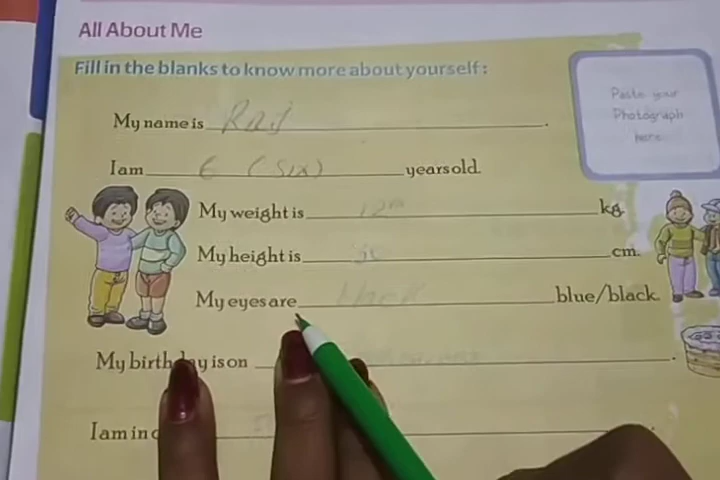 All About Me
Fill in the blanks to know more about yourself:
Paste your
Photograph
here
My name is Raj.
I am 6 (six) years old.
My weight is kg.
My height is cm.
My eyes are black blue/black.
My birthday is on .
I am in